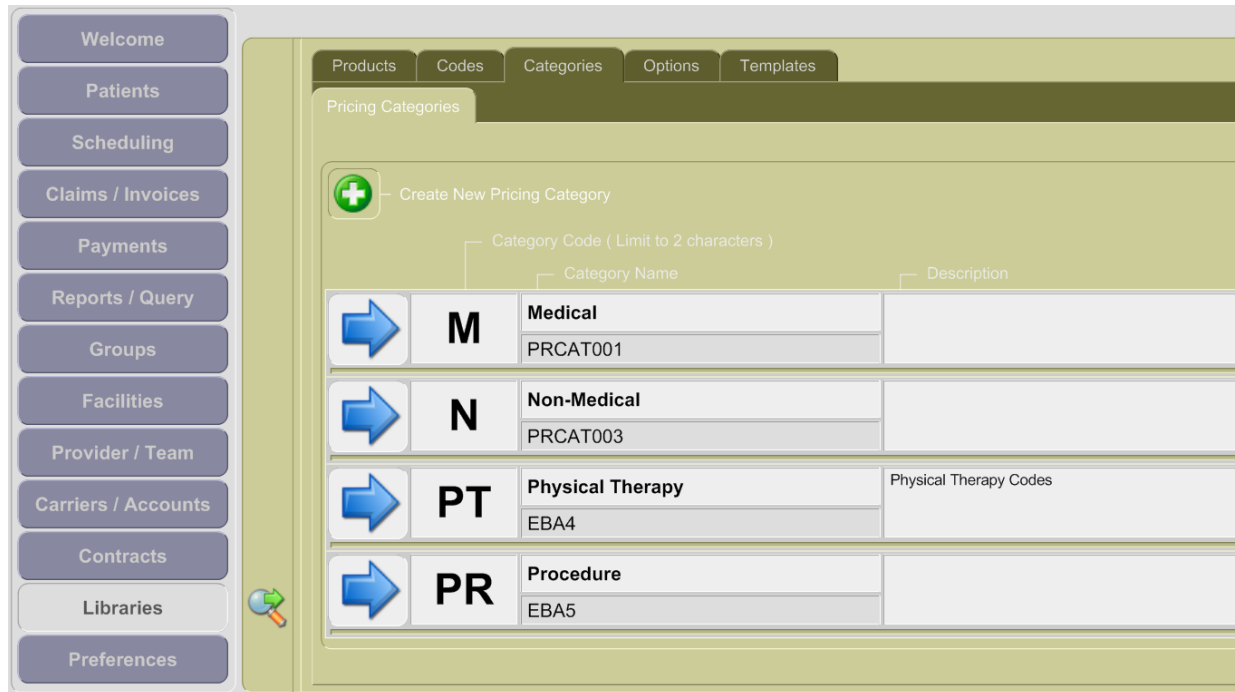 Welcome
Patients
Scheduling
Claims / Invoices
Payments
Reports / Query
Groups
Facilities
Provider / Team
Carriers / Accounts
Contracts
Libraries
Preferences
Products Codes Categories Options Templates
Pricing Categories
Create New Pricing Category
Category Code ( Limit to 2 characters )
Category Name Description
M Medical
PRCAT001
N Non-Medical
PRCAT003
PT Physical Therapy Physical Therapy Codes
EBA4
PR Procedure
EBA5